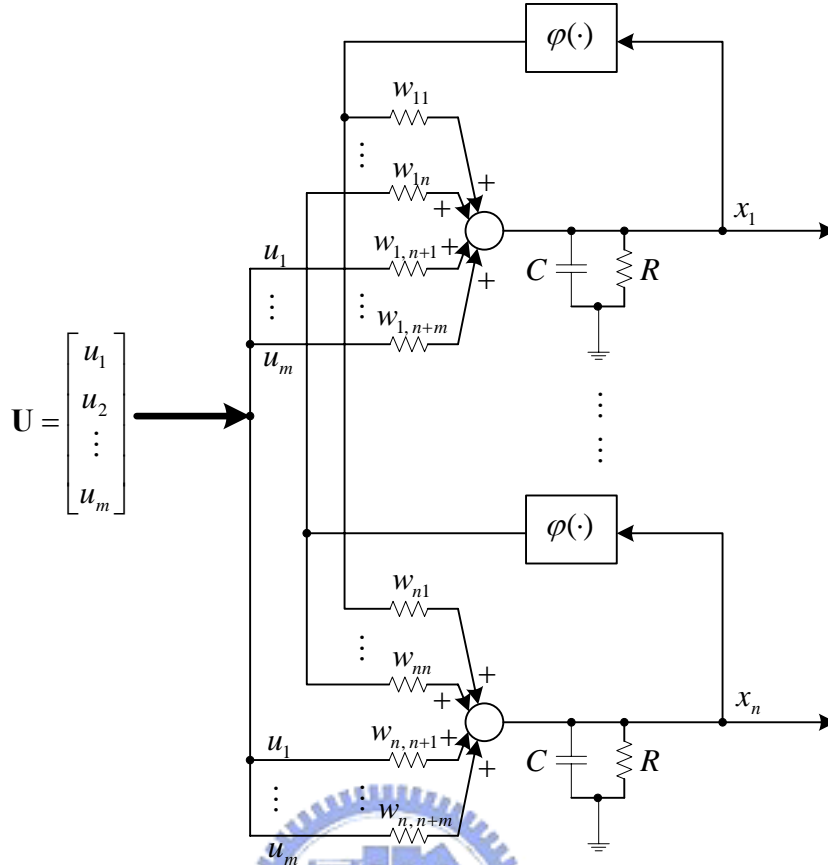 φ(·)
w₁₁
⋮
w₁ₙ
+
+
x₁
u₁
w₁,ₙ₊₁
+
⋮
⋮
w₁,ₙ₊ₘ
+
C
R
uₘ
U = [u₁
u₂
⋮
uₘ]
⋮
⋮
φ(·)
wₙ₁
⋮
wₙₙ
+
+
xₙ
u₁
wₙ,ₙ₊₁
+
⋮
⋮
wₙ,ₙ₊ₘ
+
C
R
uₘ